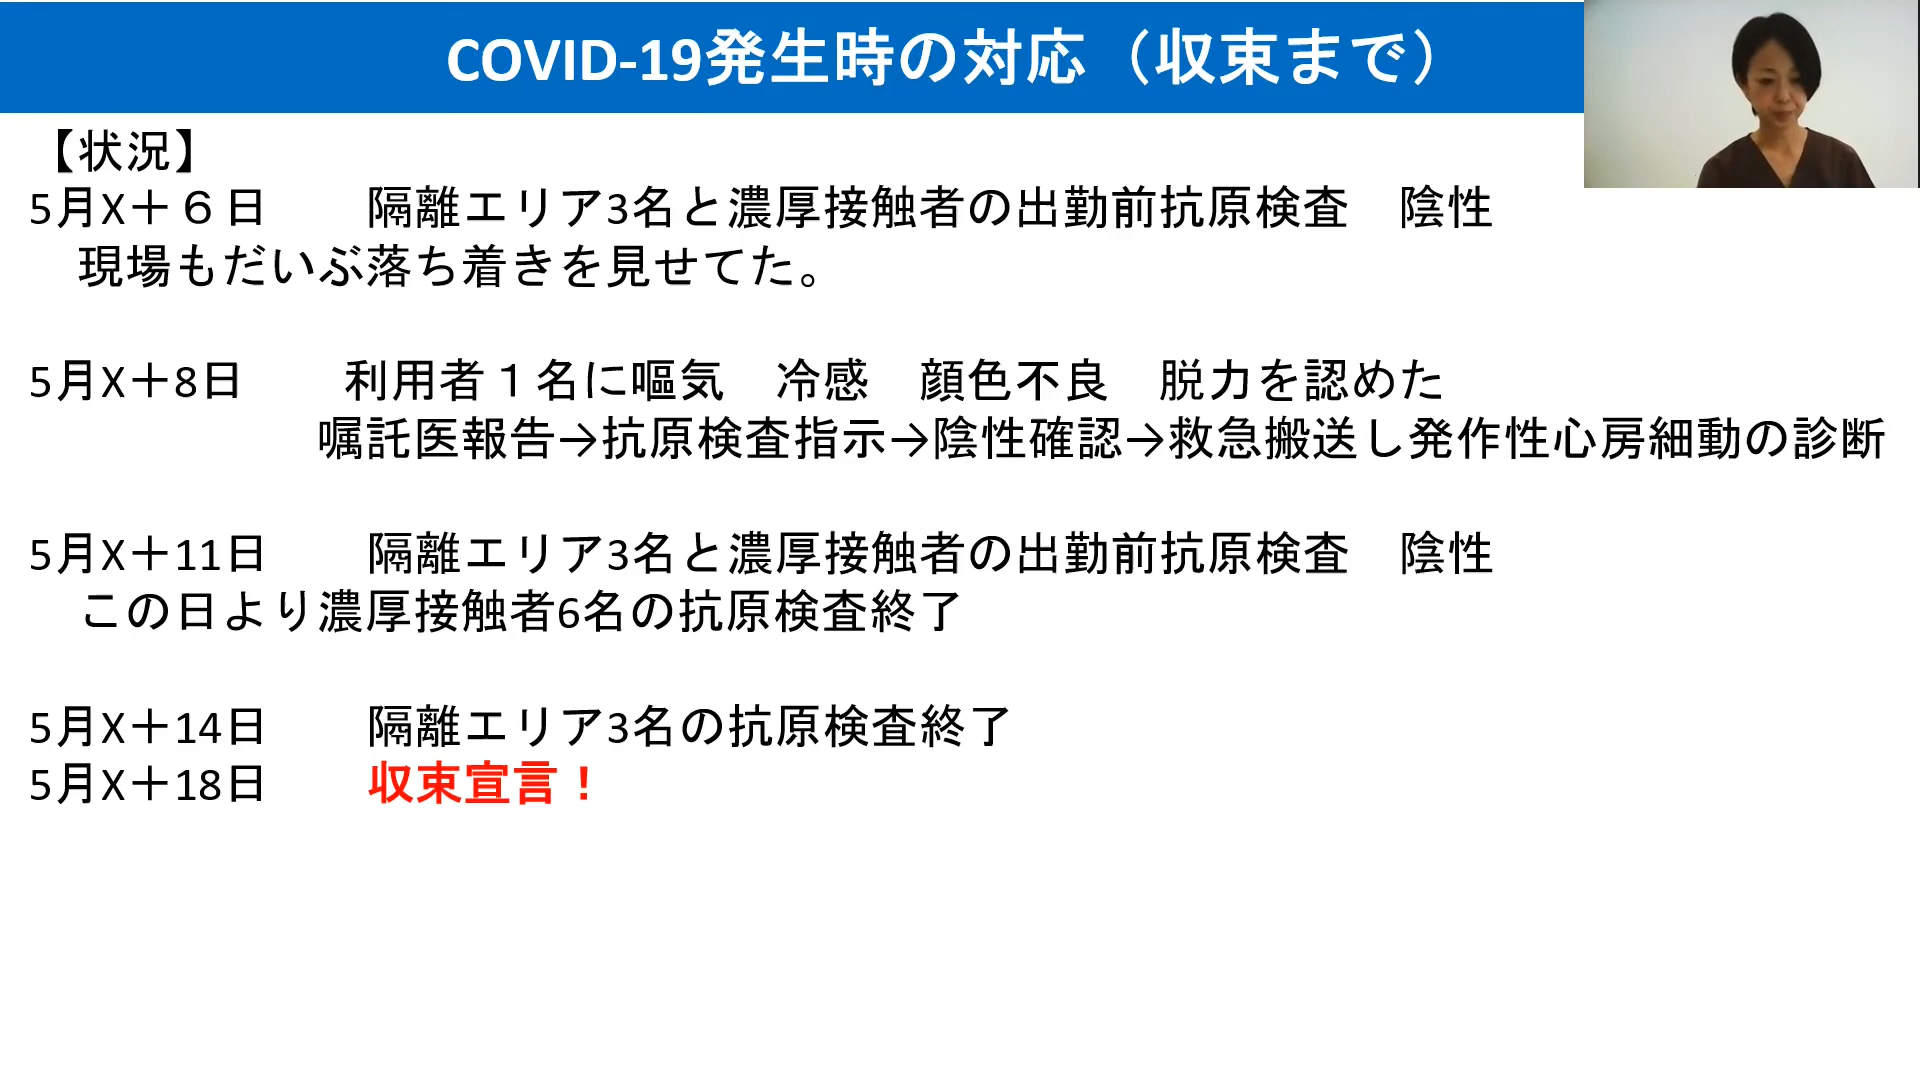 COVID-19発生時の対応（収束まで）
【状況】
5月X＋６日　　隔離エリア3名と濃厚接触者の出勤前抗原検査　陰性
現場もだいぶ落ち着きを見せてた。
5月X＋8日　　利用者１名に嘔気　冷感　顔色不良　脱力を認めた
嘱託医報告→抗原検査指示→陰性確認→救急搬送し発作性心房細動の診断
5月X＋11日　　隔離エリア3名と濃厚接触者の出勤前抗原検査　陰性
この日より濃厚接触者6名の抗原検査終了
5月X＋14日　　隔離エリア3名の抗原検査終了
5月X＋18日　　収束宣言！